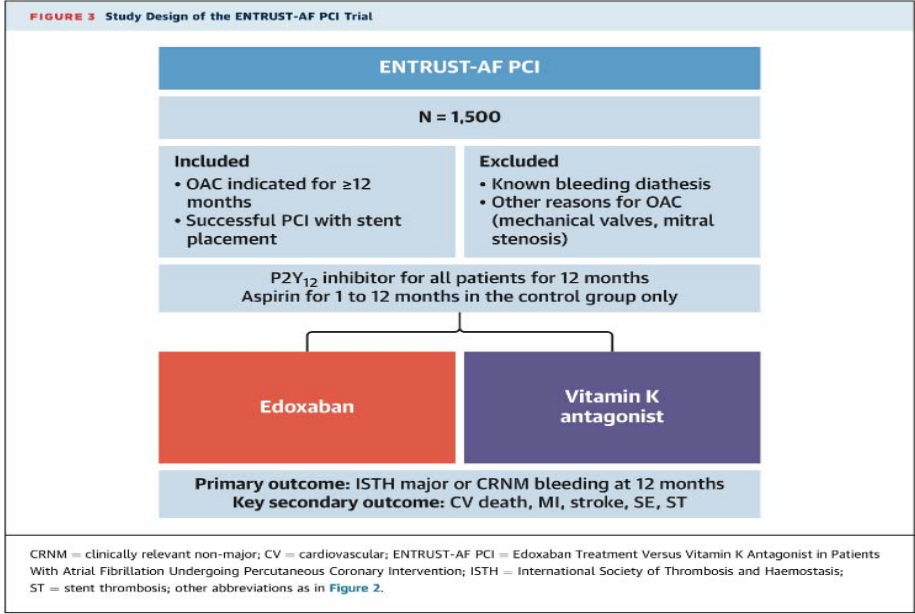 FIGURE 3 Study Design of the ENTRUST-AF PCI Trial
ENTRUST-AF PCI
N = 1,500
Included
• OAC indicated for ≥12
months
• Successful PCI with stent
placement
Excluded
• Known bleeding diathesis
• Other reasons for OAC
(mechanical valves, mitral
stenosis)
P2Y₁₂ inhibitor for all patients for 12 months
Aspirin for 1 to 12 months in the control group only
Edoxaban
Vitamin K
antagonist
Primary outcome: ISTH major or CRNM bleeding at 12 months
Key secondary outcome: CV death, MI, stroke, SE, ST
CRNM = clinically relevant non-major; CV = cardiovascular; ENTRUST-AF PCI = Edoxaban Treatment Versus Vitamin K Antagonist in Patients
With Atrial Fibrillation Undergoing Percutaneous Coronary Intervention; ISTH = International Society of Thrombosis and Haemostasis;
ST = stent thrombosis; other abbreviations as in Figure 2.